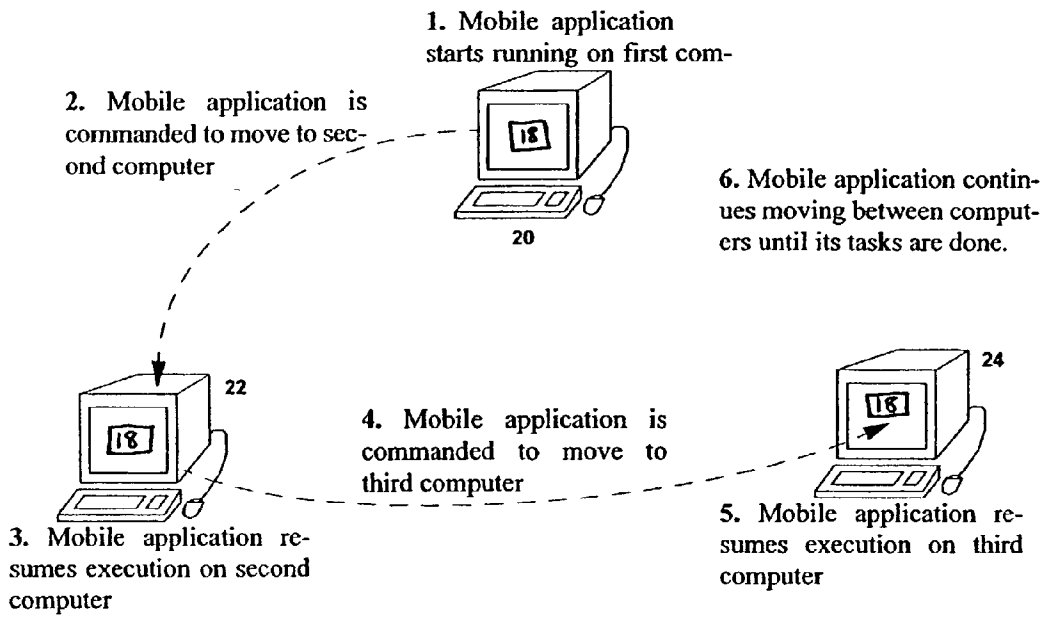 1. Mobile application
starts running on first com-
2. Mobile application is
commanded to move to sec-
ond computer
18
20
6. Mobile application contin-
ues moving between comput-
ers until its tasks are done.
22
18
3. Mobile application re-
sumes execution on second
computer
4. Mobile application is
commanded to move to
third computer
24
18
5. Mobile application re-
sumes execution on third
computer